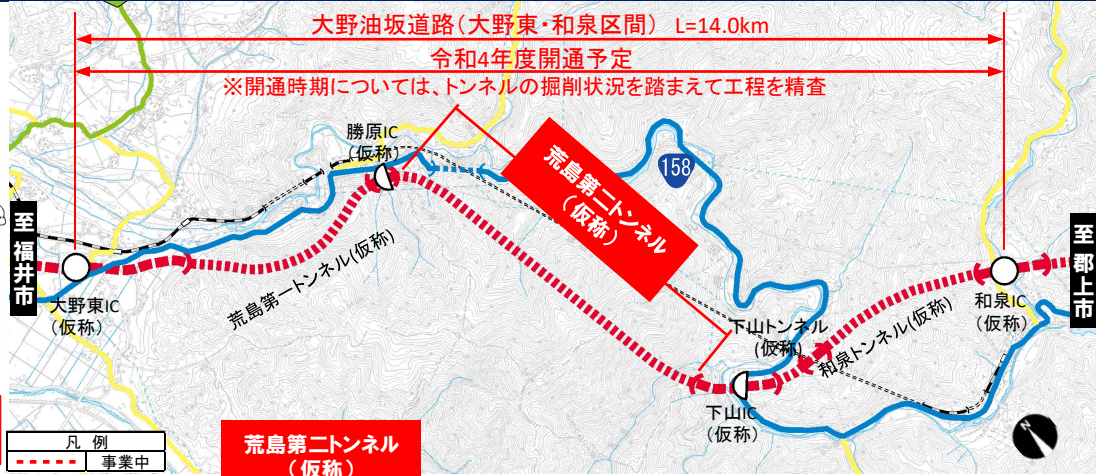 大野油坂道路(大野東・和泉区間) L=14.0km
令和4年度開通予定
※開通時期については、トンネルの掘削状況を踏まえて工程を精査
勝原IC
(仮称)
158
荒島第二トンネル
(仮称)
至福井市
大野東IC
(仮称)
荒島第一トンネル(仮称)
下山トンネル
(仮称)
和泉トンネル(仮称)
下山IC
(仮称)
和泉IC
(仮称)
至郡上市
凡例
事業中
荒島第二トンネル
(仮称)
N